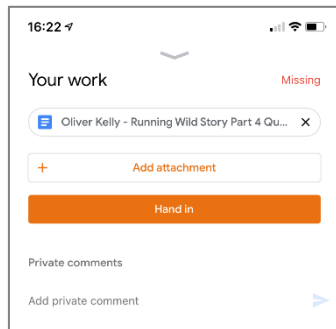 16:22
Your work
Missing
Oliver Kelly - Running Wild Story Part 4 Qu...
Add attachment
Hand in
Private comments
Add private comment